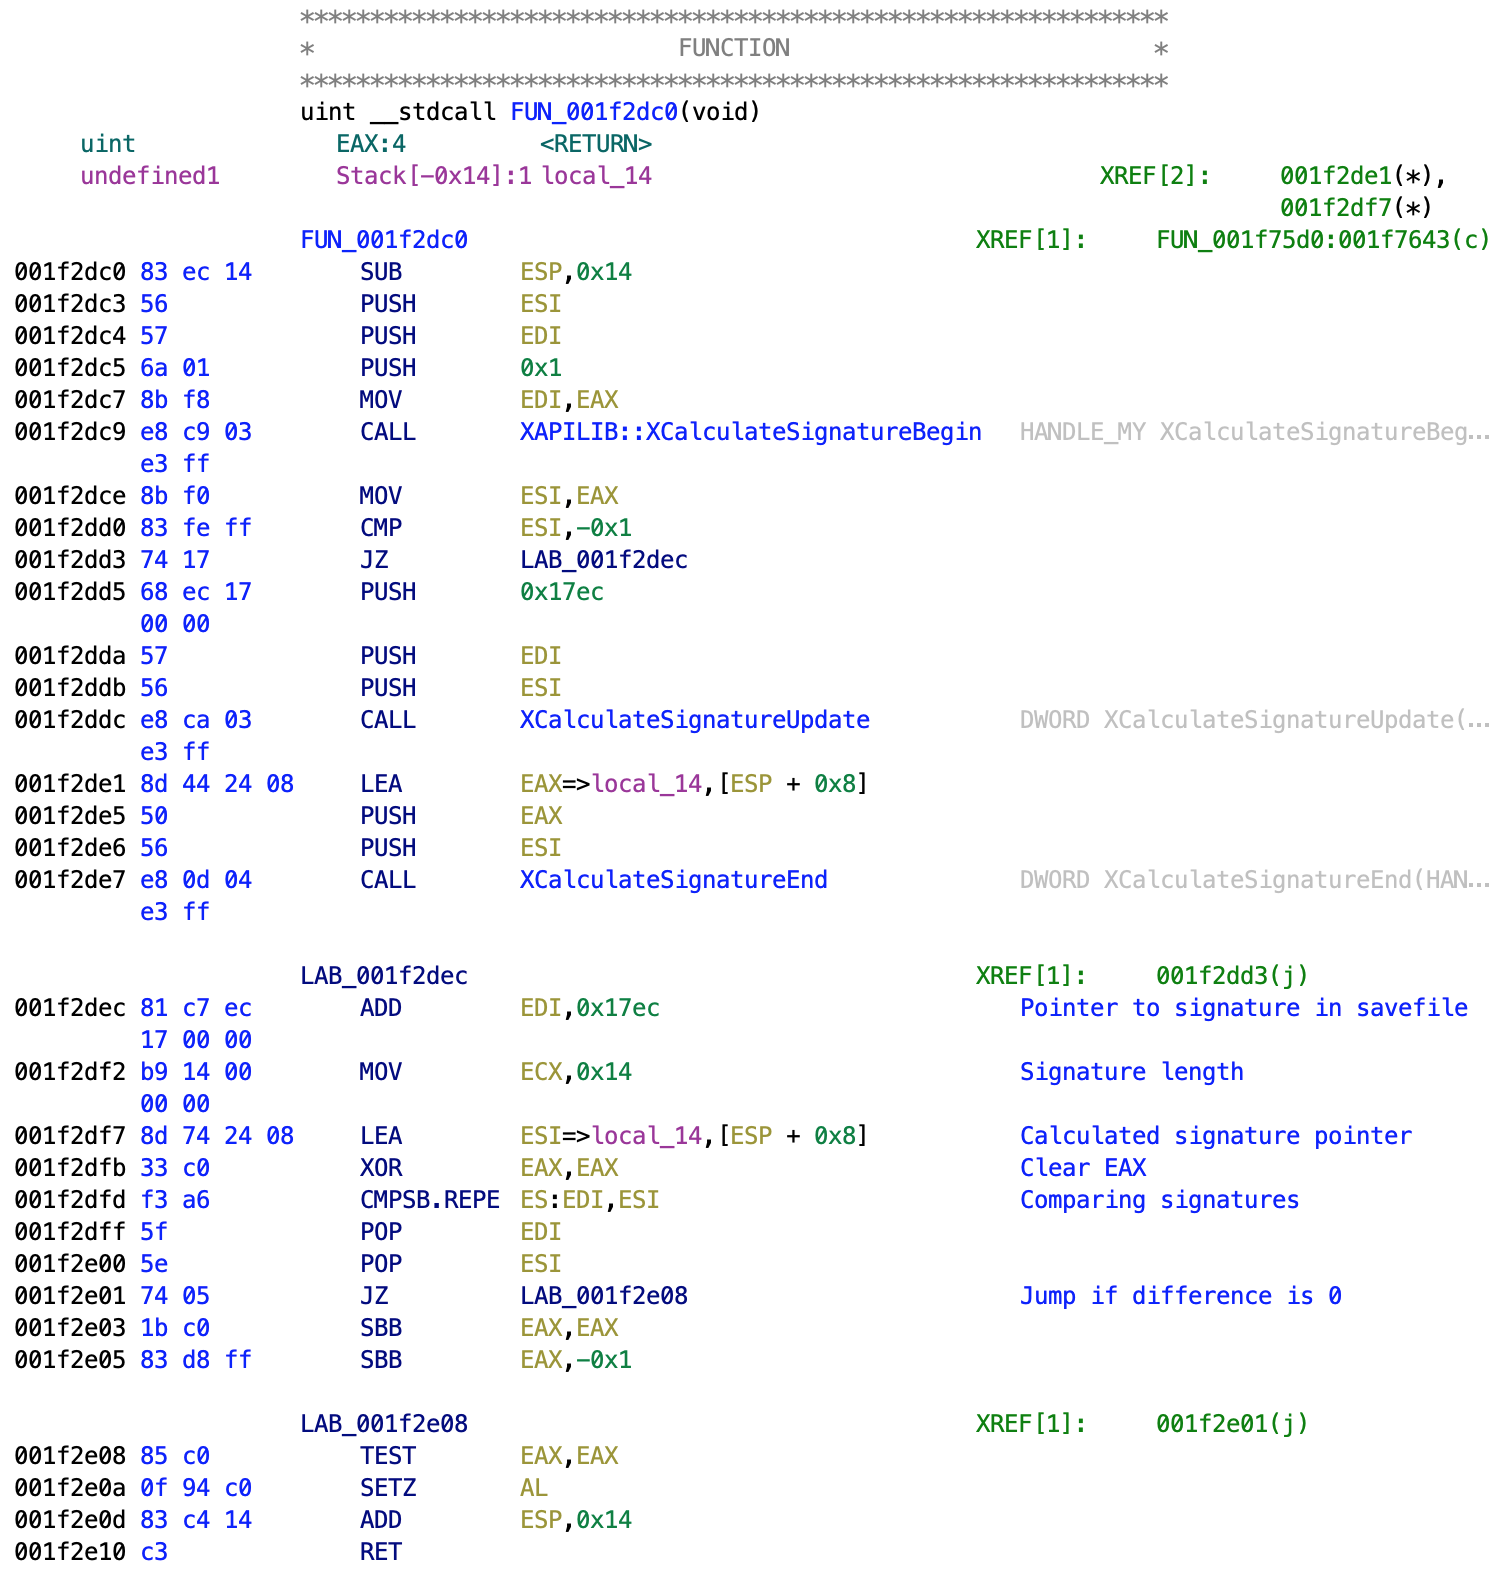 **************************************************************
*                          FUNCTION                          *
**************************************************************
uint __stdcall FUN_001f2dc0(void)
uint EAX:4 <RETURN>
undefined1 Stack[-0x14]:1 local_14 XREF[2]: 001f2de1(*),
001f2df7(*)
FUN_001f2dc0 XREF[1]: FUN_001f75d0:001f7643(c)
001f2dc0 83 ec 14 SUB ESP,0x14
001f2dc3 56 PUSH ESI
001f2dc4 57 PUSH EDI
001f2dc5 6a 01 PUSH 0x1
001f2dc7 8b f8 MOV EDI,EAX
001f2dc9 e8 c9 03 CALL XAPILIB::XCalculateSignatureBegin HANDLE_MY XCalculateSignatureBeg...
e3 ff
001f2dce 8b f0 MOV ESI,EAX
001f2dd0 83 fe ff CMP ESI,-0x1
001f2dd3 74 17 JZ LAB_001f2dec
001f2dd5 68 ec 17 PUSH 0x17ec
00 00
001f2dda 57 PUSH EDI
001f2ddb 56 PUSH ESI
001f2ddc e8 ca 03 CALL XCalculateSignatureUpdate DWORD XCalculateSignatureUpdate(...
e3 ff
001f2de1 8d 44 24 08 LEA EAX=>local_14,[ESP + 0x8]
001f2de5 50 PUSH EAX
001f2de6 56 PUSH ESI
001f2de7 e8 0d 04 CALL XCalculateSignatureEnd DWORD XCalculateSignatureEnd(HAN...
e3 ff
LAB_001f2dec XREF[1]: 001f2dd3(j)
001f2dec 81 c7 ec ADD EDI,0x17ec Pointer to signature in savefile
17 00 00
001f2df2 b9 14 00 MOV ECX,0x14 Signature length
00 00
001f2df7 8d 74 24 08 LEA ESI=>local_14,[ESP + 0x8] Calculated signature pointer
001f2dfb 33 c0 XOR EAX,EAX Clear EAX
001f2dfd f3 a6 CMPSB.REPE ES:EDI,ESI Comparing signatures
001f2dff 5f POP EDI
001f2e00 5e POP ESI
001f2e01 74 05 JZ LAB_001f2e08 Jump if difference is 0
001f2e03 1b c0 SBB EAX,EAX
001f2e05 83 d8 ff SBB EAX,-0x1
LAB_001f2e08 XREF[1]: 001f2e01(j)
001f2e08 85 c0 TEST EAX,EAX
001f2e0a 0f 94 c0 SETZ AL
001f2e0d 83 c4 14 ADD ESP,0x14
001f2e10 c3 RET